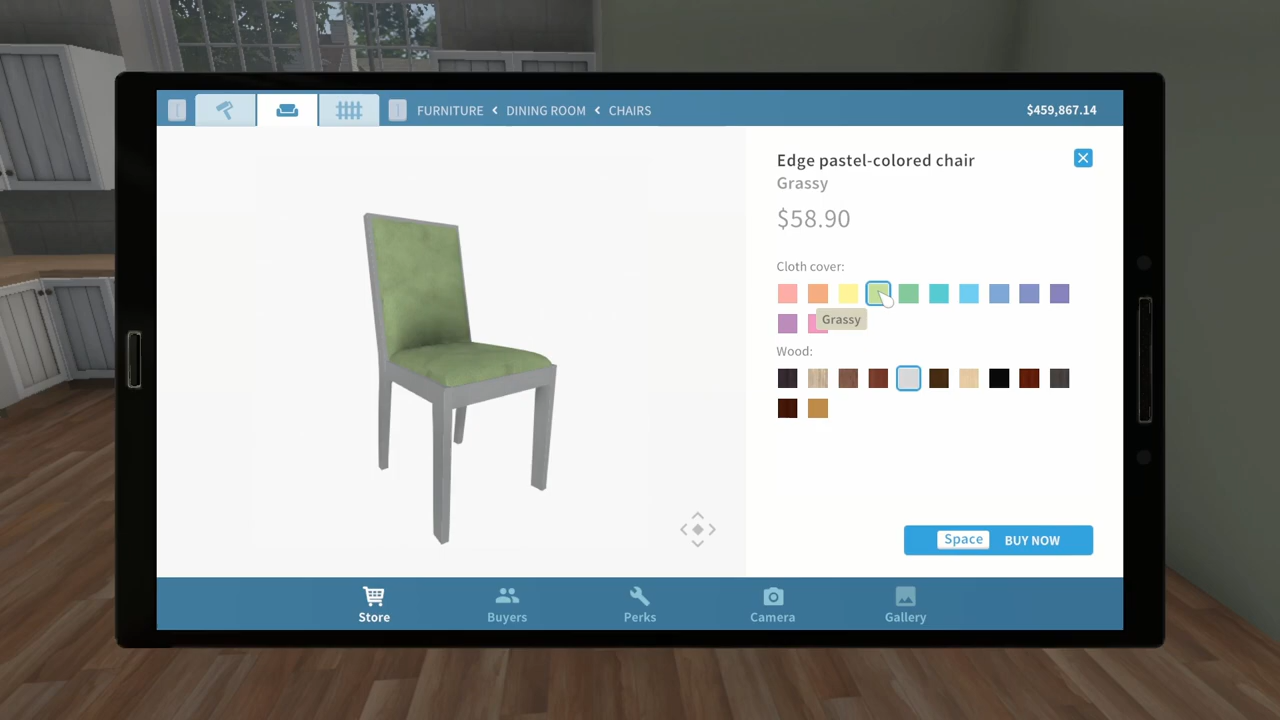 FURNITURE < DINING ROOM < CHAIRS
$459,867.14
Edge pastel-colored chair
Grassy
$58.90
Cloth cover:
Grassy
Wood:
Space BUY NOW
Store
Buyers
Perks
Camera
Gallery